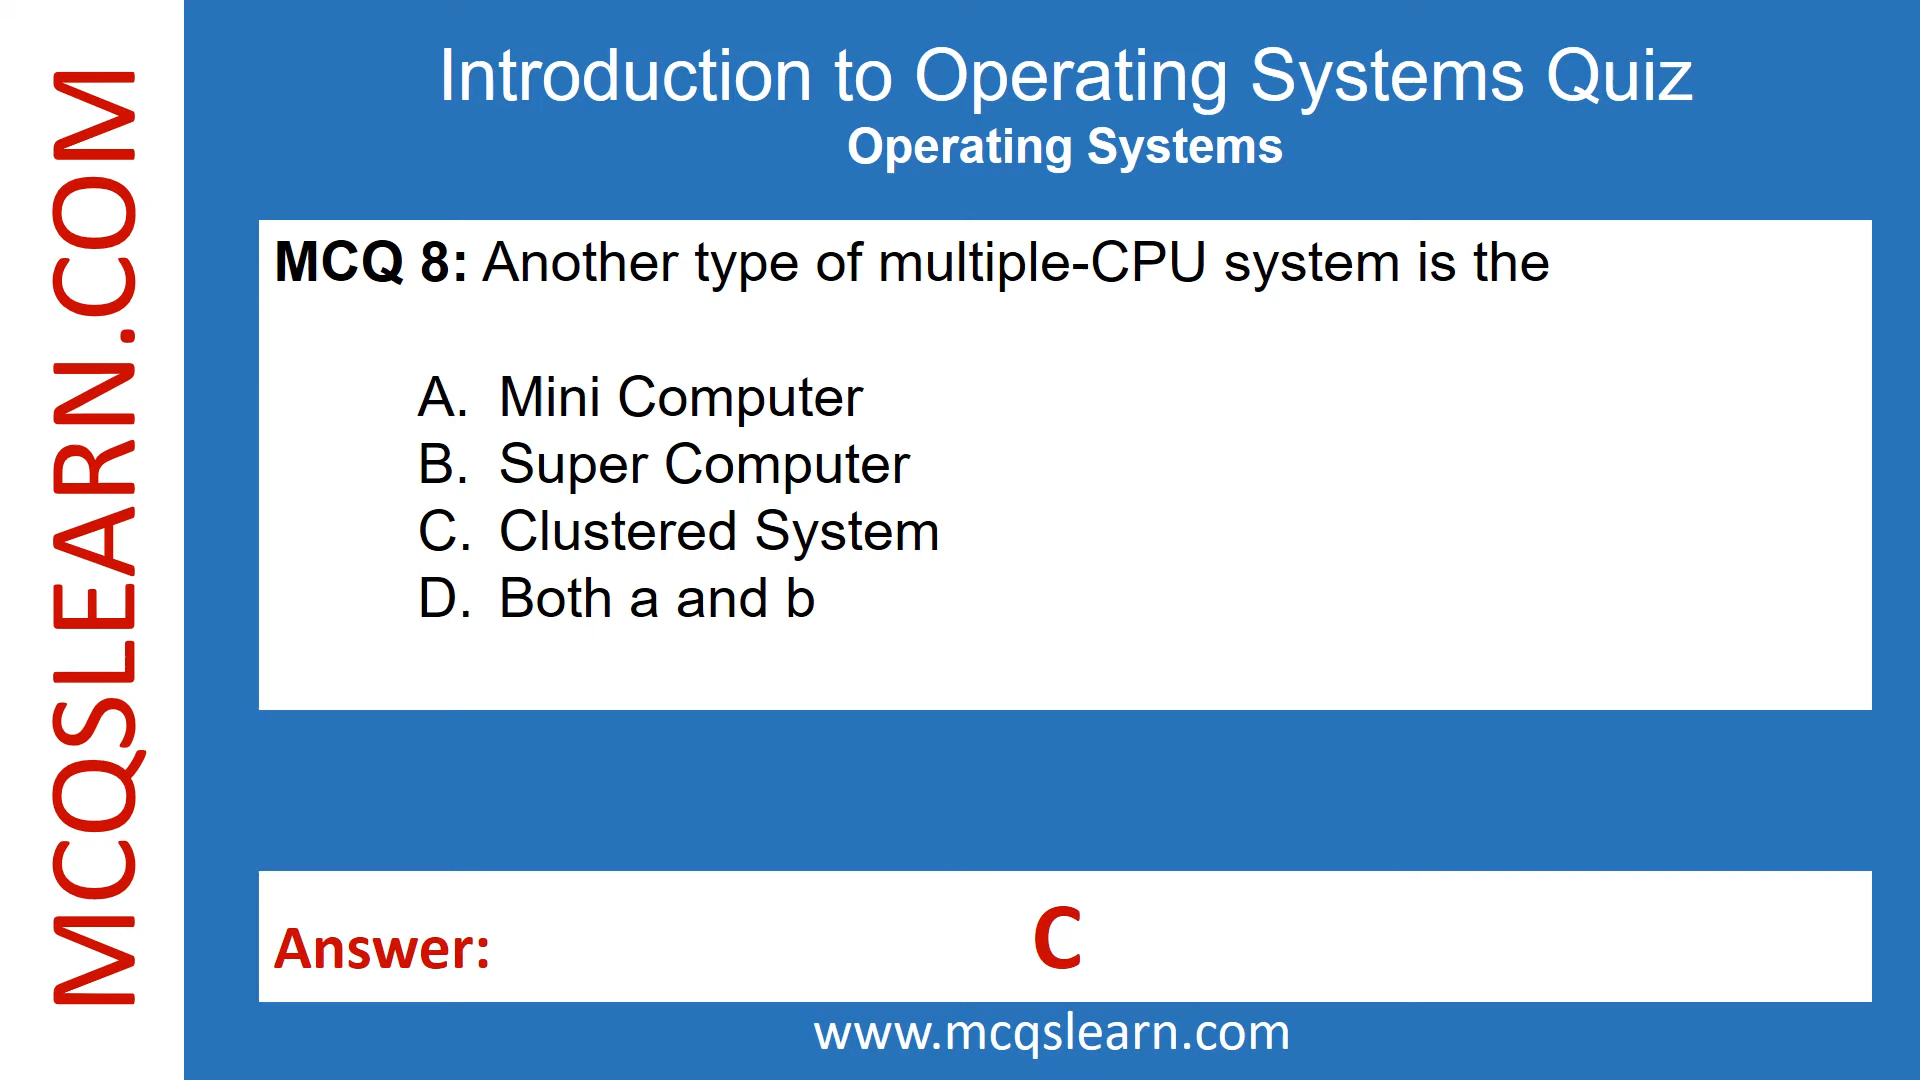 MCQSLEARN.COM
Introduction to Operating Systems Quiz
Operating Systems
MCQ 8: Another type of multiple-CPU system is the
A. Mini Computer
B. Super Computer
C. Clustered System
D. Both a and b
Answer: C
www.mcqslearn.com